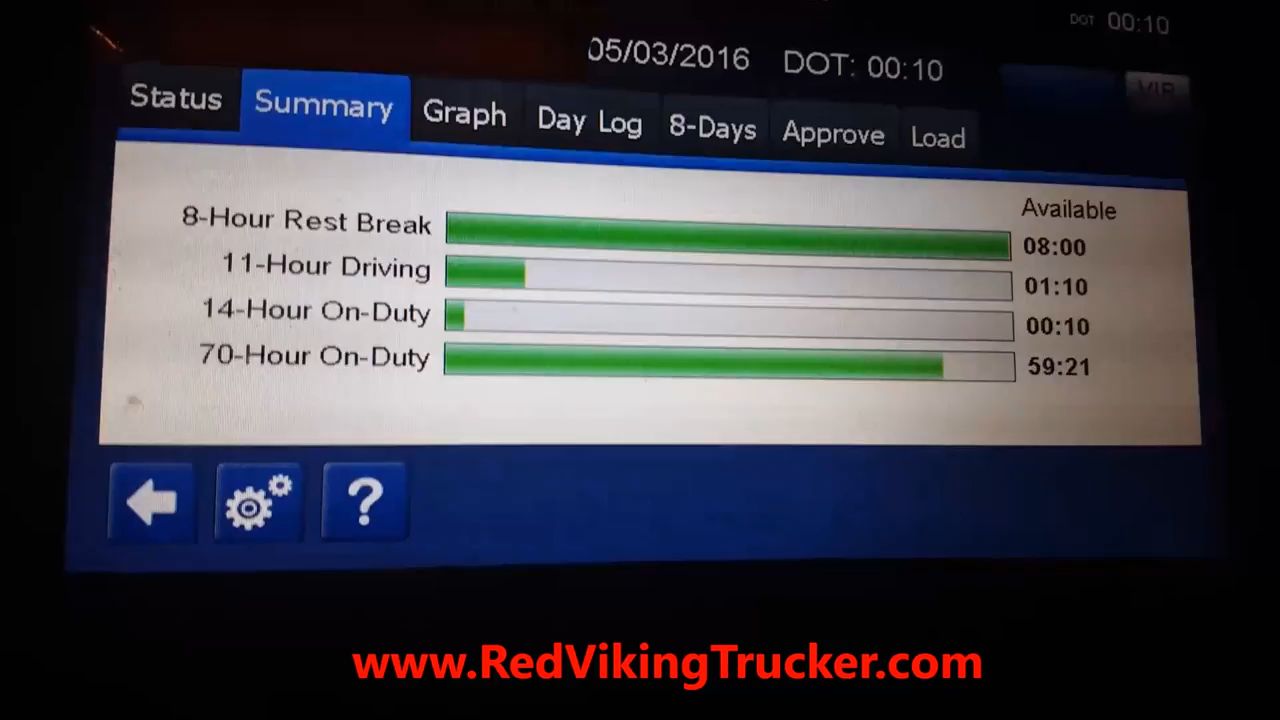 DOT 00:10
05/03/2016 DOT: 00:10
VIR
Status Summary Graph Day Log 8-Days Approve Load
Available
8-Hour Rest Break 08:00
11-Hour Driving 01:10
14-Hour On-Duty 00:10
70-Hour On-Duty 59:21
?
www.RedVikingTrucker.com